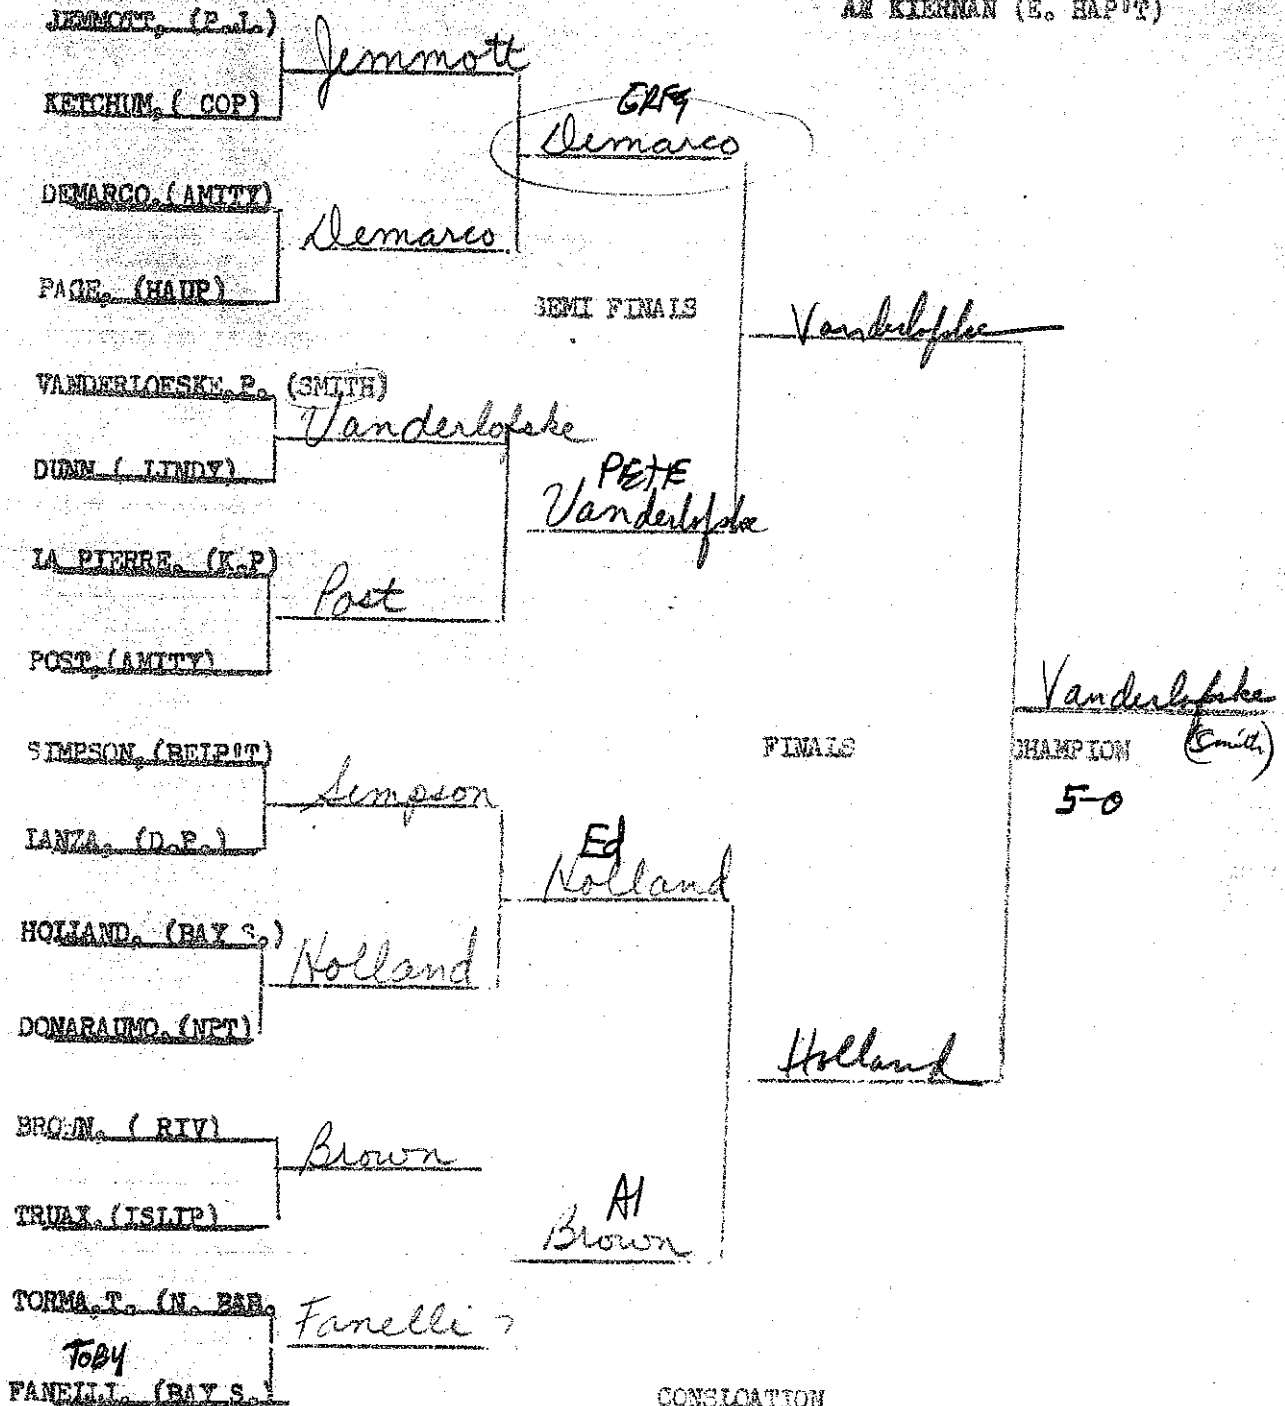 JEMMOTT. (P.J.)
AE KIERNAN (E. HAP'T)
Jemmott
KETCHUM. ( COP)
GREG
Demarco
DEMARCO. (AMITY)
Demarco
PAGE. (HAUP)
SEMI FINALS
Vanderlofske
VANDERLOFSKE. P. (SMITH)
Vanderlofske
DUNN ( LINDY)
PETE
Vanderlofske
LA PIERRE. (K.P)
Post
POST. (AMITY)
Vanderlofske
(Smith)
SIMPSON. (BELP'T)
FINALS
CHAMPION
Simpson
5-0
LANZA. (D.P.)
Ed
Holland
HOLLAND. (BAY S.)
Holland
DONARAUMO. (NPT)
Holland
BROWN. ( RIV)
Brown
TRUAX. (ISLIP)
Al
Brown
TORMA. T. (N. BAB.
Fanelli
TOBY
FANELLI. (BAY S.)
CONSLOATION